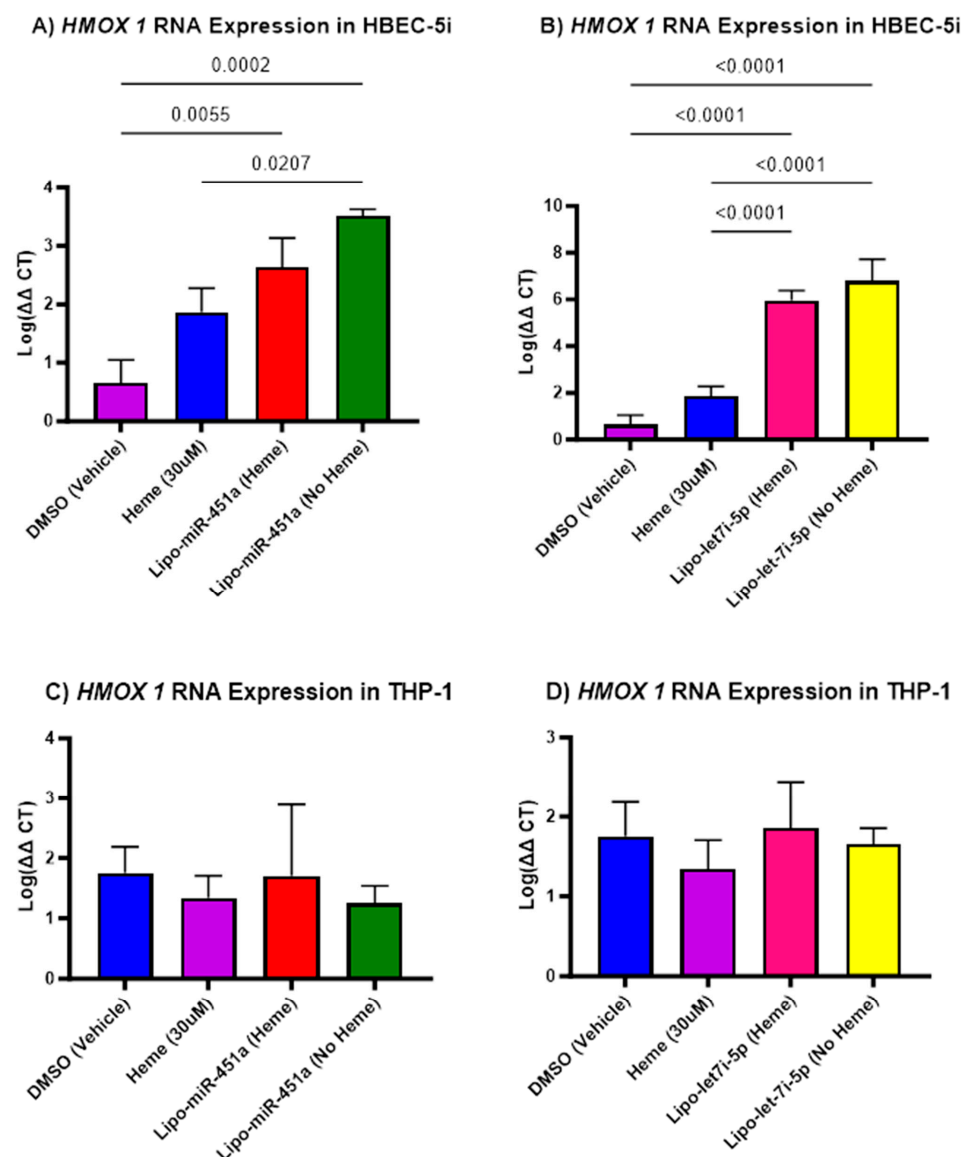 A) HMOX 1 RNA Expression in HBEC-5i
0.0002
0.0055
0.0207
4
3
2
1
0
Log(ΔΔ CT)
DMSO (Vehicle)
Heme (30uM)
Lipo-miR-451a (Heme)
Lipo-miR-451a (No Heme)
B) HMOX 1 RNA Expression in HBEC-5i
<0.0001
<0.0001
<0.0001
<0.0001
10
8
6
4
2
0
Log(ΔΔ CT)
DMSO (Vehicle)
Heme (30uM)
Lipo-let7i-5p (Heme)
Lipo-let-7i-5p (No Heme)
C) HMOX 1 RNA Expression in THP-1
4
3
2
1
0
Log(ΔΔ CT)
DMSO (Vehicle)
Heme (30uM)
Lipo-miR-451a (Heme)
Lipo-miR-451a (No Heme)
D) HMOX 1 RNA Expression in THP-1
3
2
1
0
Log(ΔΔ CT)
DMSO (Vehicle)
Heme (30uM)
Lipo-let7i-5p (Heme)
Lipo-let-7i-5p (No Heme)